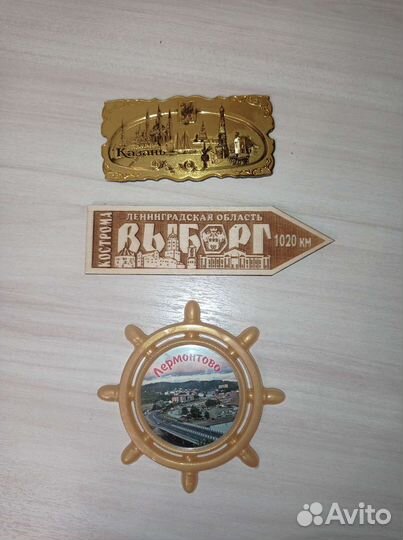 Казань
ЛЕНИНГРАДСКАЯ ОБЛАСТЬ
КОСТРОМА
ВЫБОРГ
1020 КМ
Лермонтово
Avito